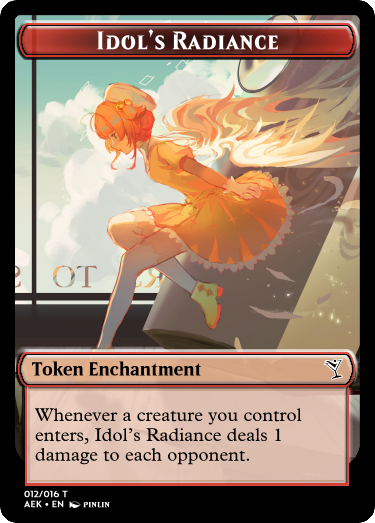 Idol's Radiance
TO
Token Enchantment
Whenever a creature you control
enters, Idol's Radiance deals 1
damage to each opponent.
012/016 T
AEK • EN PINLIN